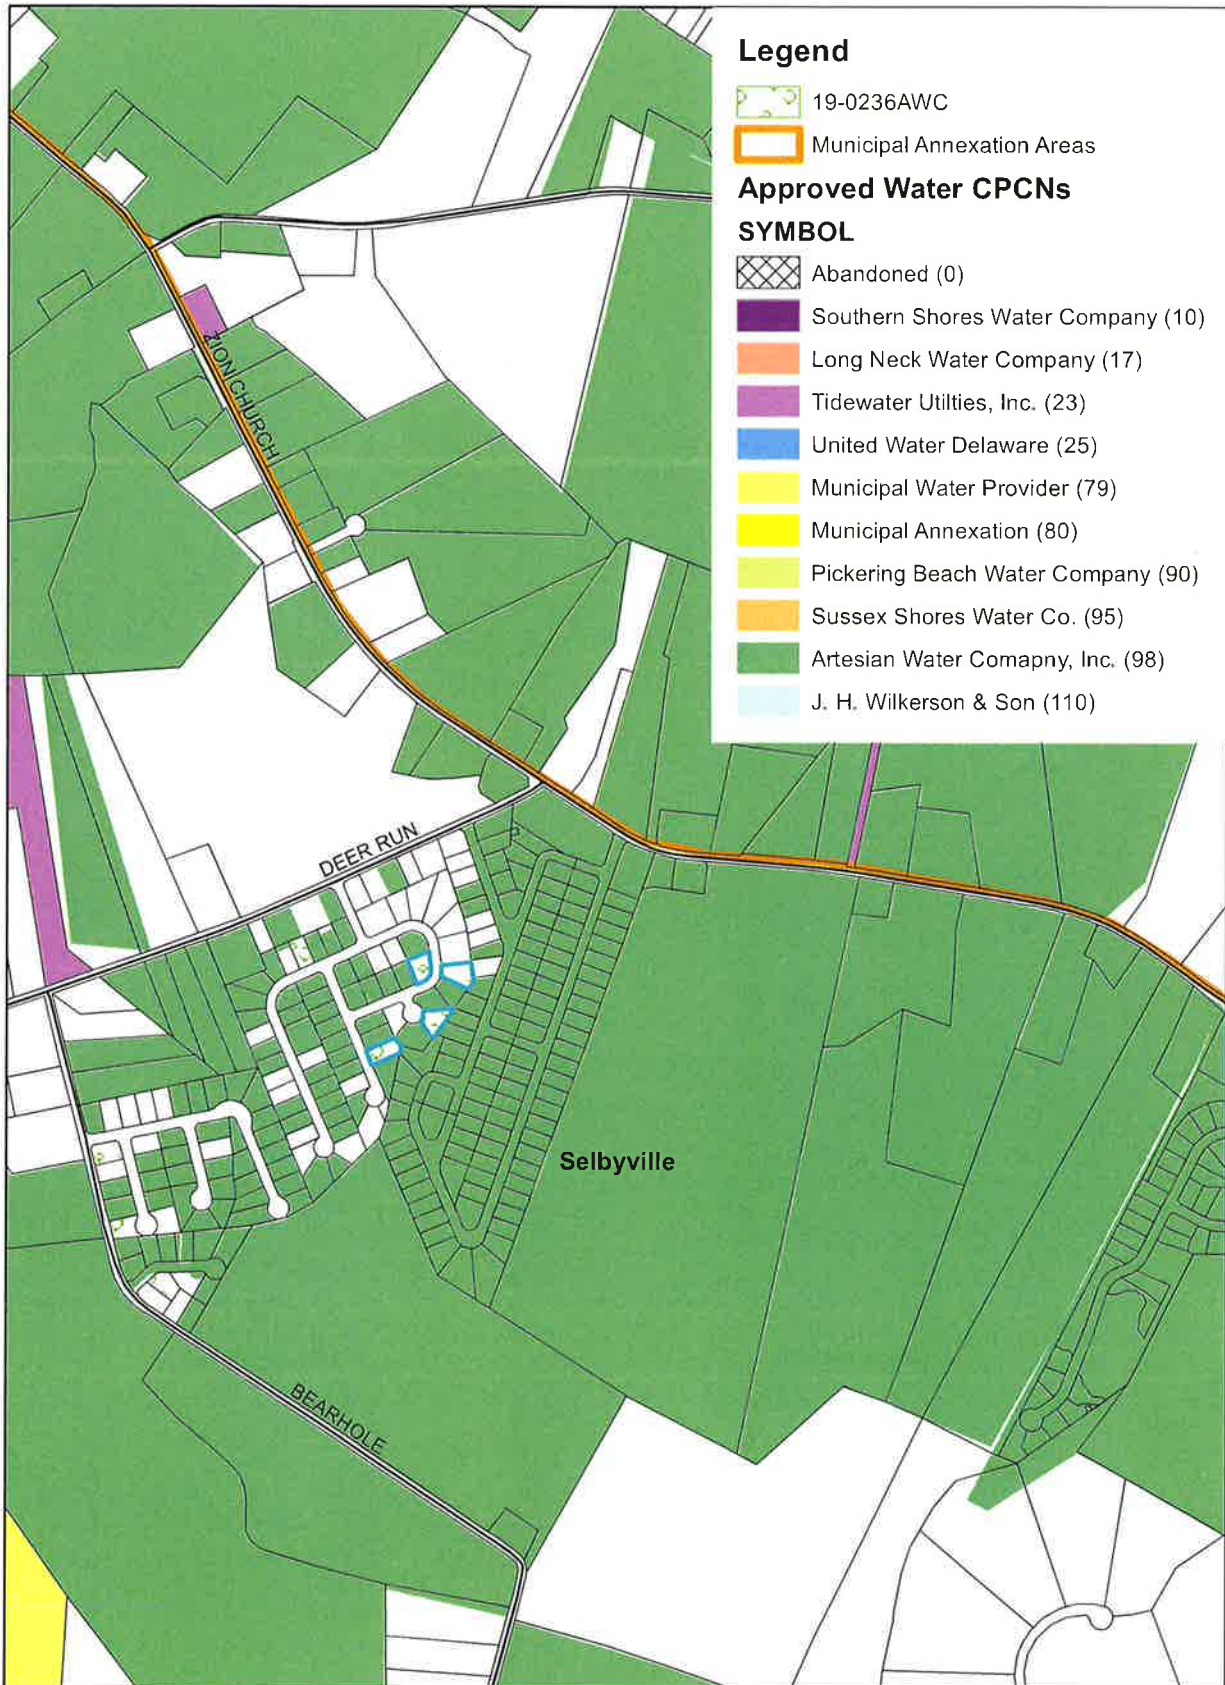 Legend
19-0236AWC
Municipal Annexation Areas
Approved Water CPCNs
SYMBOL
Abandoned (0)
Southern Shores Water Company (10)
Long Neck Water Company (17)
Tidewater Utilties, Inc. (23)
United Water Delaware (25)
Municipal Water Provider (79)
Municipal Annexation (80)
Pickering Beach Water Company (90)
Sussex Shores Water Co. (95)
Artesian Water Comapny, Inc. (98)
J. H. Wilkerson & Son (110)
ZION CHURCH
DEER RUN
Selbyville
BEARHOLE